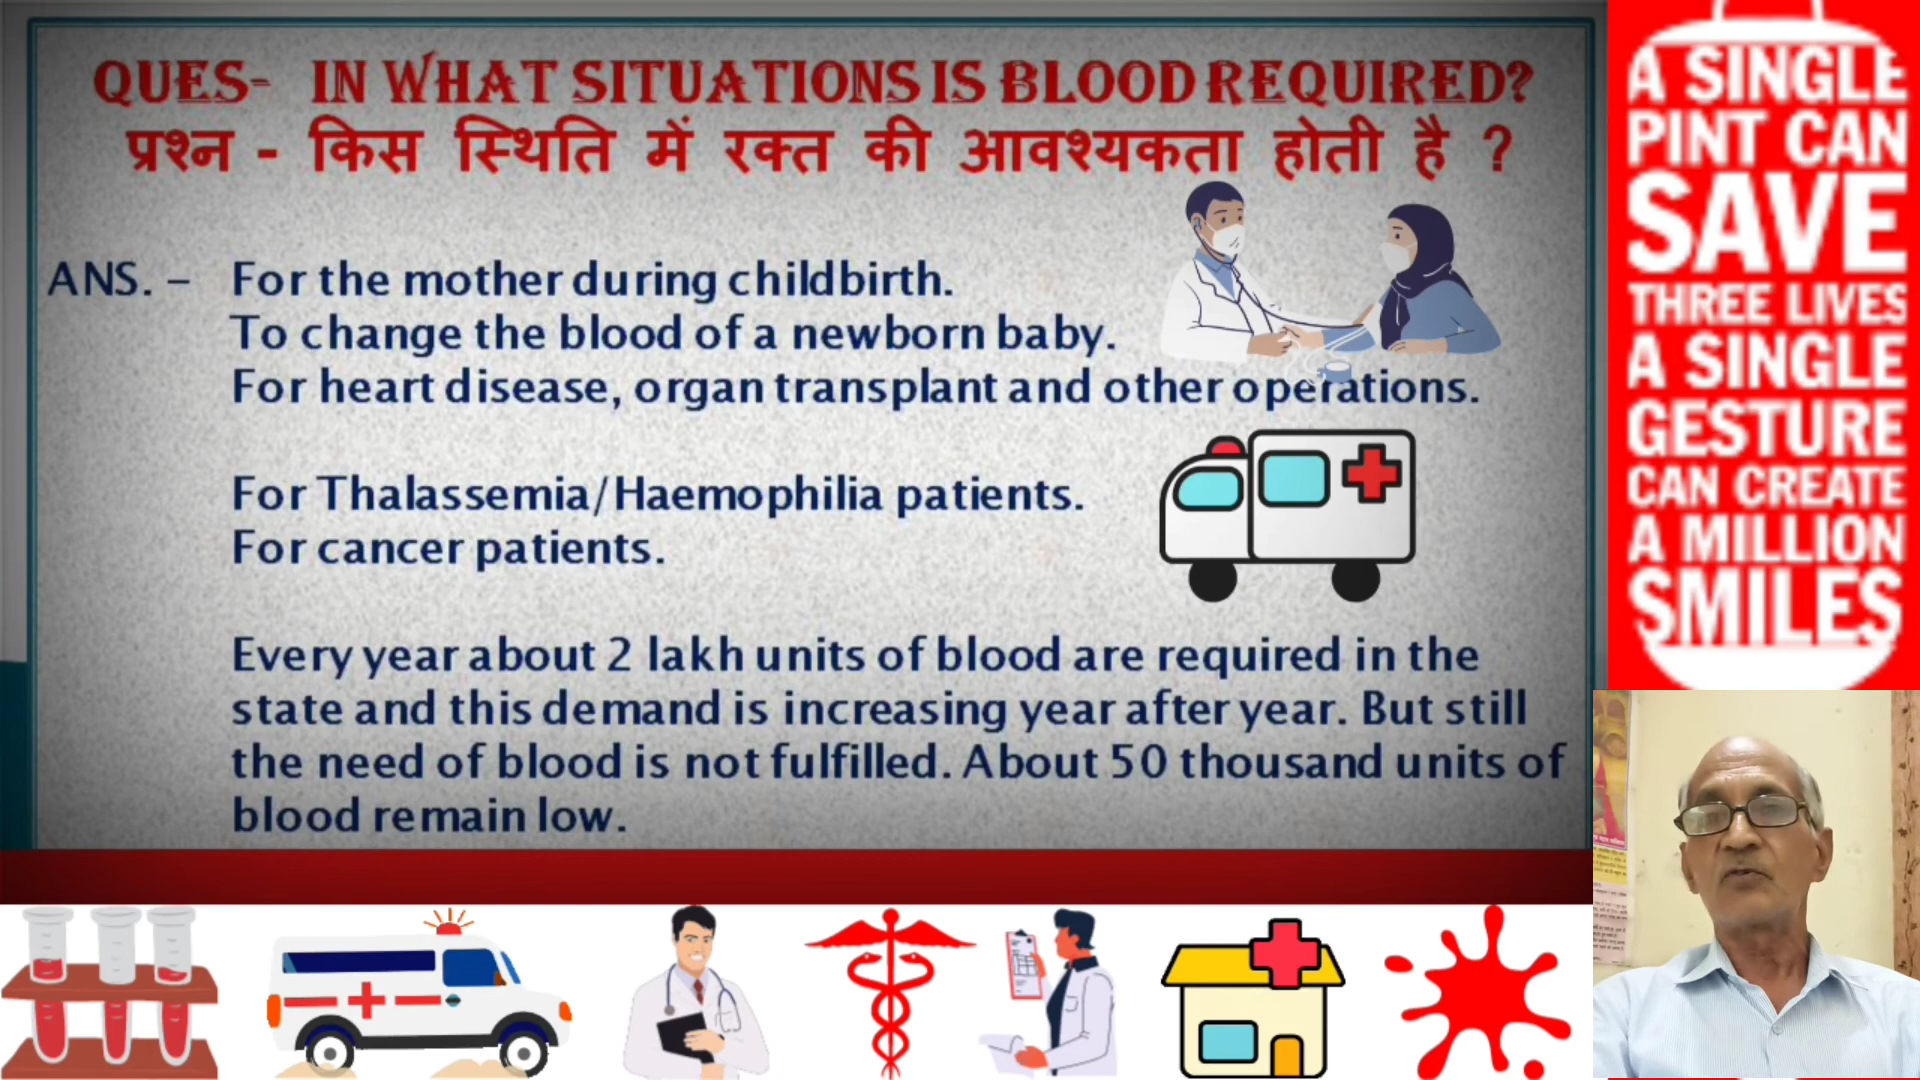 QUES- IN WHAT SITUATIONS IS BLOOD REQUIRED?
प्रश्न - किस स्थिति में रक्त की आवश्यकता होती है ?
ANS. – For the mother during childbirth.
To change the blood of a newborn baby.
For heart disease, organ transplant and other operations.
For Thalassemia/Haemophilia patients.
For cancer patients.
Every year about 2 lakh units of blood are required in the
state and this demand is increasing year after year. But still
the need of blood is not fulfilled. About 50 thousand units of
blood remain low.
A SINGLE
PINT CAN
SAVE
THREE LIVES
A SINGLE
GESTURE
CAN CREATE
A MILLION
SMILES